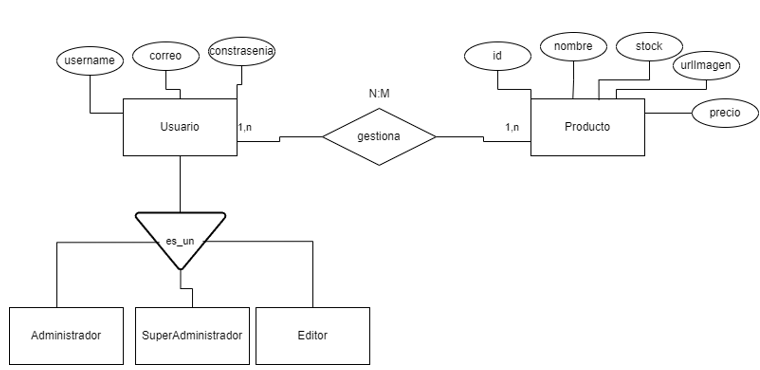 username
correo
constrasenia
id
nombre
stock
urlImagen
precio
N:M
Usuario
1,n
gestiona
1,n
Producto
es_un
Administrador
SuperAdministrador
Editor